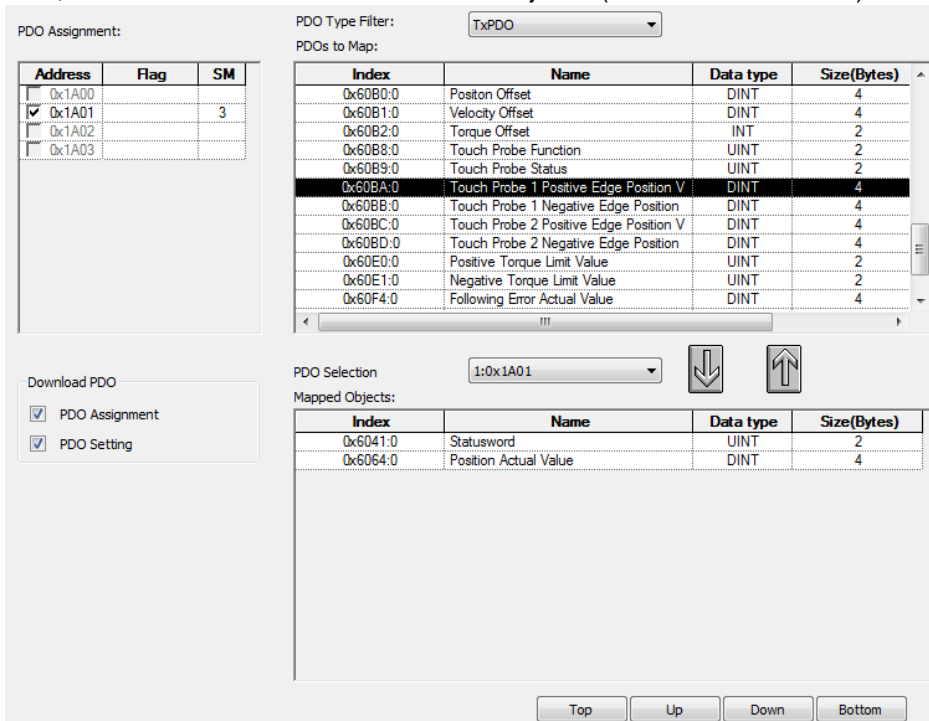 PDO Assignment:
Address Flag SM
0x1A00
0x1A01 3
0x1A02
0x1A03
PDO Type Filter: TxPDO
PDOs to Map:
Index Name Data type Size(Bytes)
0x60B0:0 Positon Offset DINT 4
0x60B1:0 Velocity Offset DINT 4
0x60B2:0 Torque Offset INT 2
0x60B8:0 Touch Probe Function UINT 2
0x60B9:0 Touch Probe Status UINT 2
0x60BA:0 Touch Probe 1 Positive Edge Position V DINT 4
0x60BB:0 Touch Probe 1 Negative Edge Position DINT 4
0x60BC:0 Touch Probe 2 Positive Edge Position V DINT 4
0x60BD:0 Touch Probe 2 Negative Edge Position DINT 4
0x60E0:0 Positive Torque Limit Value UINT 2
0x60E1:0 Negative Torque Limit Value UINT 2
0x60F4:0 Following Error Actual Value DINT 4
Download PDO
PDO Assignment
PDO Setting
PDO Selection 1:0x1A01
Mapped Objects:
Index Name Data type Size(Bytes)
0x6041:0 Statusword UINT 2
0x6064:0 Position Actual Value DINT 4
Top Up Down Bottom